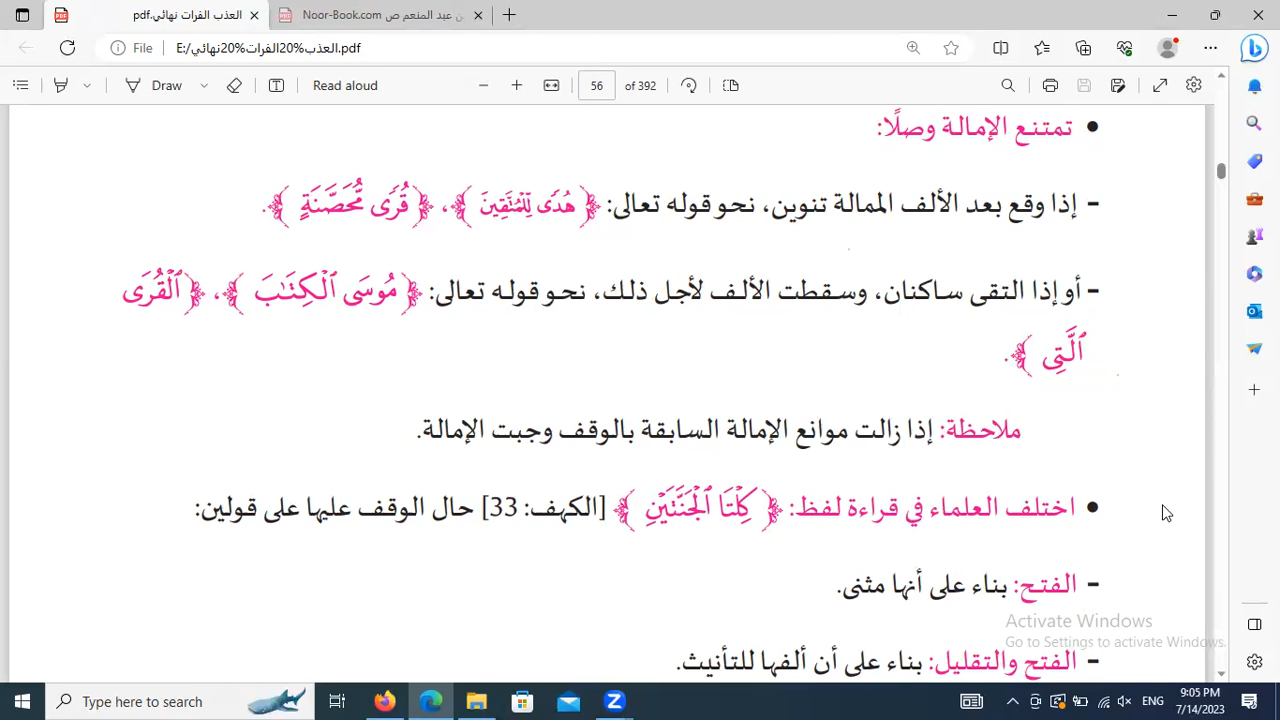 العذب الفرات نهائي.pdf
Noor-Book.com ن عبد المنعم ص
File
E:/العذب%20الفرات%20نهائي.pdf
Draw
Read aloud
56
of 392
• تمتنع الإمالة وصلًا:
- إذا وقع بعد الألف الممالة تنوين، نحو قوله تعالى: ﴿هُدٗى لِّلۡمُتَّقِينَ﴾، ﴿قُرٗى مُّحَصَّنَةٍ﴾.
- أو إذا التقى ساكنان، وسقطت الألف لأجل ذلك، نحو قوله تعالى: ﴿مُوسَى ٱلۡكِتَٰبَ﴾، ﴿ٱلۡقُرَى
ٱلَّتِي﴾.
ملاحظة: إذا زالت موانع الإمالة السابقة بالوقف وجبت الإمالة.
• اختلف العلماء في قراءة لفظ: ﴿كِلۡتَا ٱلۡجَنَّتَيۡنِ﴾ [الكهف: 33] حال الوقف عليها على قولين:
- الفتح: بناء على أنها مثنى.
- الفتح والتقليل: بناء على أن ألفها للتأنيث.
Activate Windows
Go to Settings to activate Windows.
Type here to search
ENG
9:05 PM
7/14/2023